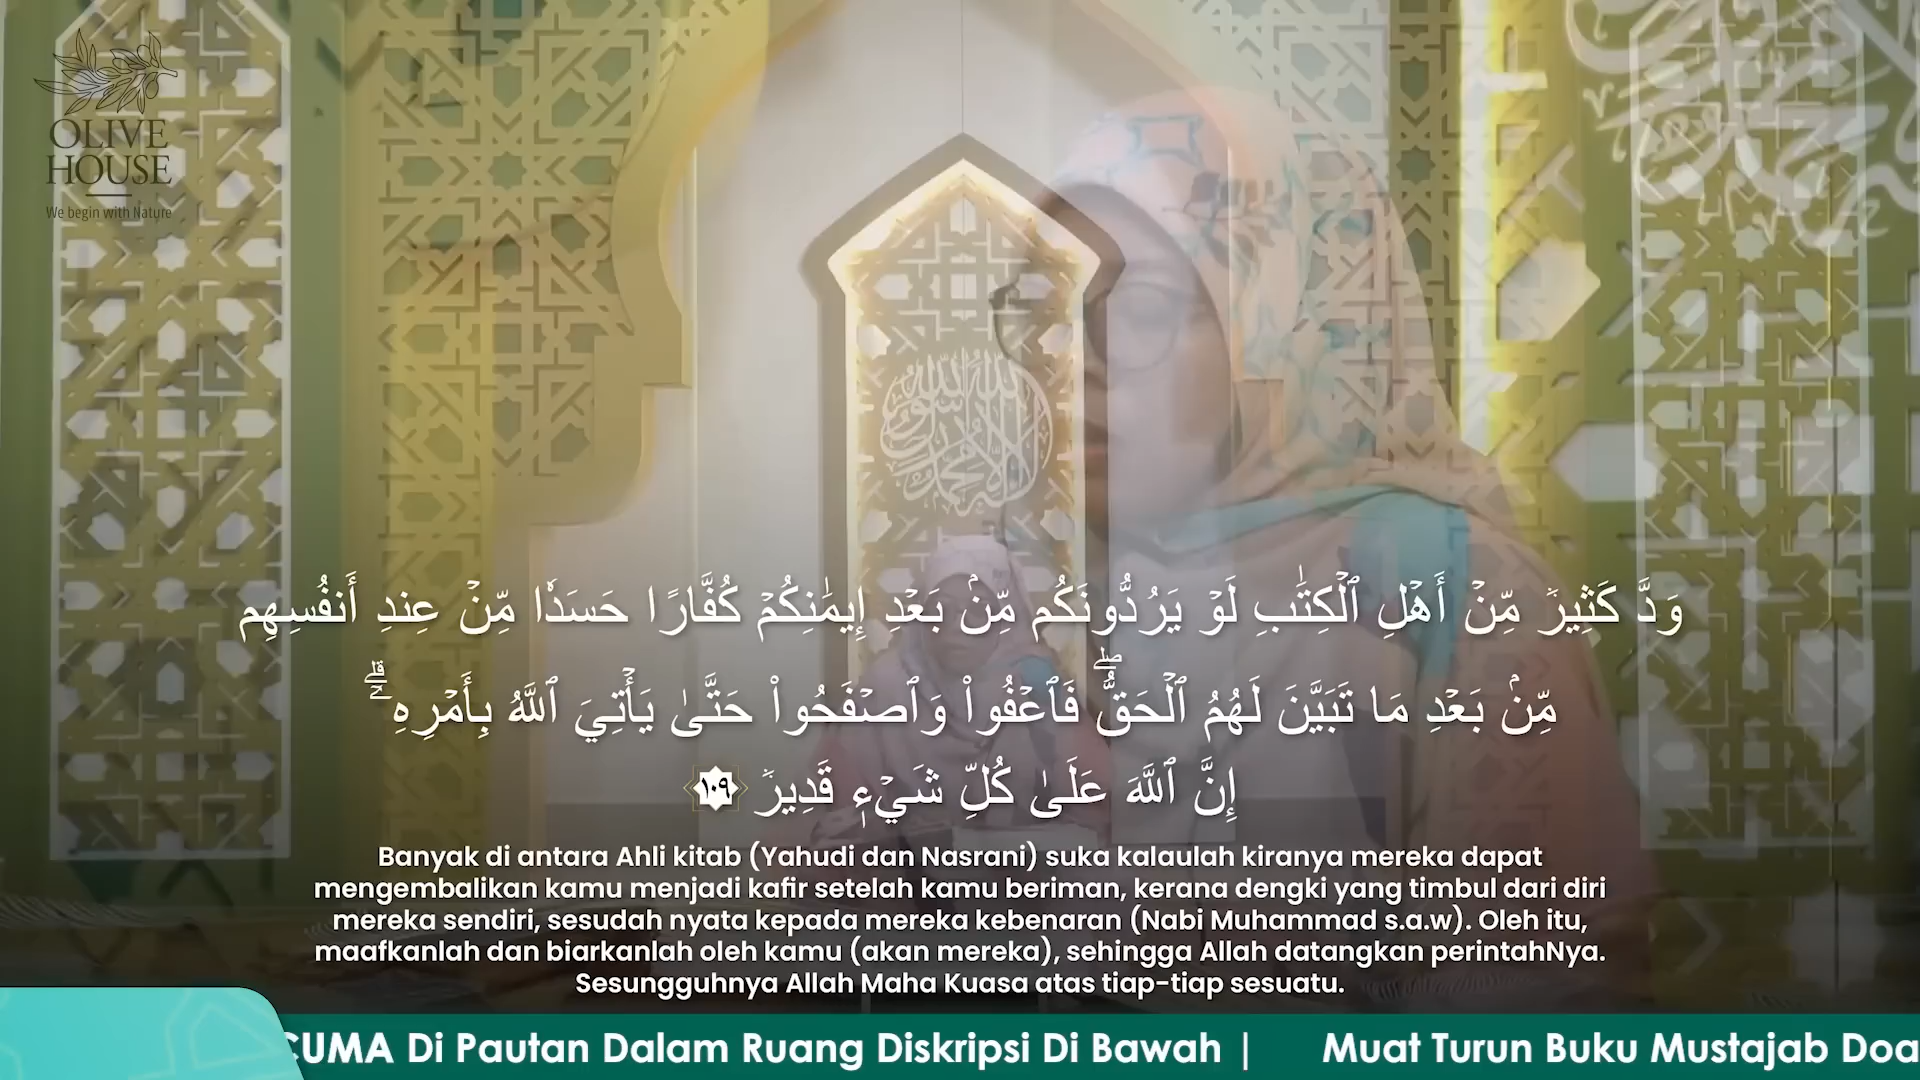 OLIVE
HOUSE
We begin with Nature
وَدَّ كَثِيرٞ مِّنۡ أَهۡلِ ٱلۡكِتَٰبِ لَوۡ يَرُدُّونَكُم مِّنۢ بَعۡدِ إِيمَٰنِكُمۡ كُفَّارًا حَسَدٗا مِّنۡ عِندِ أَنفُسِهِم
مِّنۢ بَعۡدِ مَا تَبَيَّنَ لَهُمُ ٱلۡحَقُّۖ فَٱعۡفُواْ وَٱصۡفَحُواْ حَتَّىٰ يَأۡتِيَ ٱللَّهُ بِأَمۡرِهِۦٓۗ
إِنَّ ٱللَّهَ عَلَىٰ كُلِّ شَيۡءٖ قَدِيرٞ ١٠٩
Banyak di antara Ahli kitab (Yahudi dan Nasrani) suka kalaulah kiranya mereka dapat
mengembalikan kamu menjadi kafir setelah kamu beriman, kerana dengki yang timbul dari diri
mereka sendiri, sesudah nyata kepada mereka kebenaran (Nabi Muhammad s.a.w). Oleh itu,
maafkanlah dan biarkanlah oleh kamu (akan mereka), sehingga Allah datangkan perintahNya.
Sesungguhnya Allah Maha Kuasa atas tiap-tiap sesuatu.
CUMA Di Pautan Dalam Ruang Diskripsi Di Bawah | Muat Turun Buku Mustajab Doa